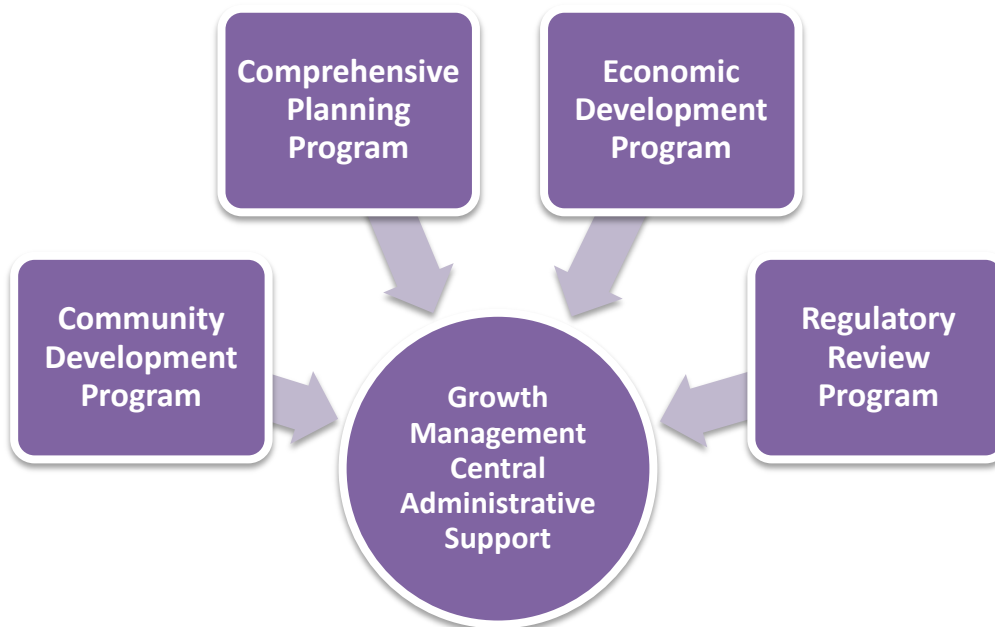 Comprehensive
Planning
Program
Economic
Development
Program
Community
Development
Program
Regulatory
Review
Program
Growth
Management
Central
Administrative
Support